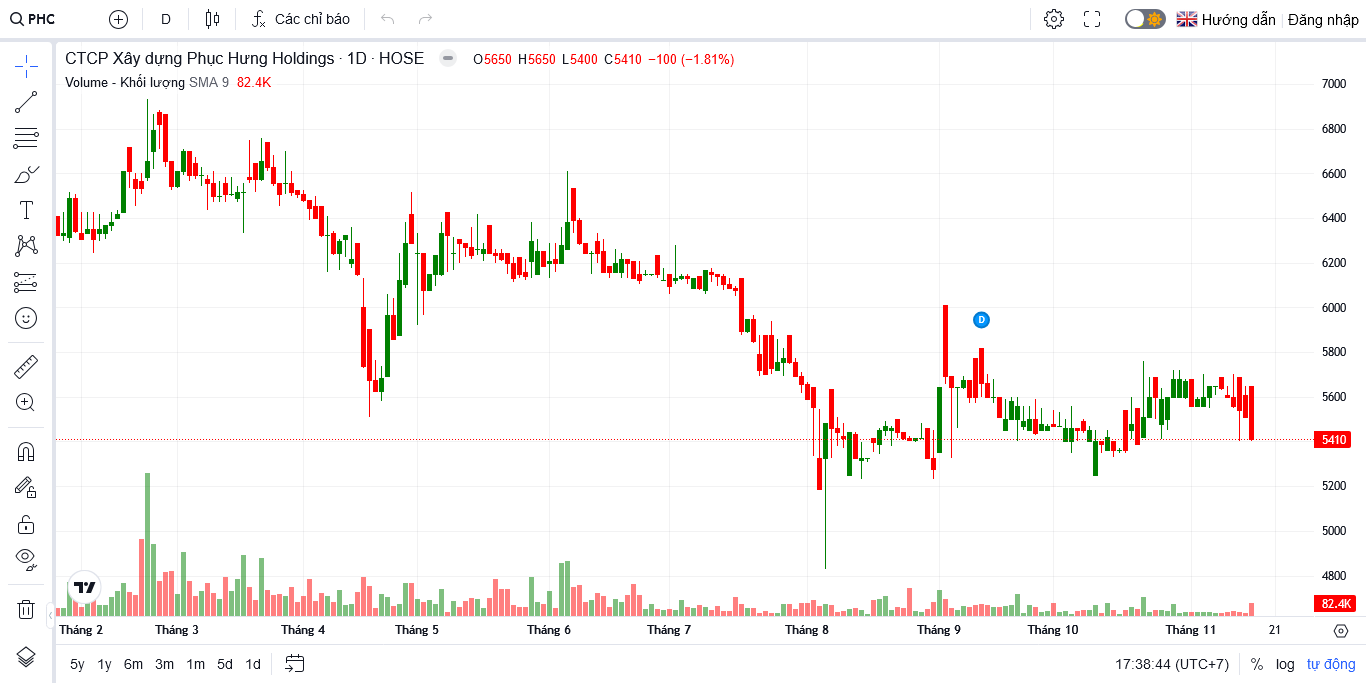 PHC D Các chỉ báo Hướng dẫn Đăng nhập
CTCP Xây dựng Phục Hưng Holdings · 1D · HOSE O5650 H5650 L5400 C5410 −100 (−1.81%)
Volume - Khối lượng SMA 9 82.4K
7000
6800
6600
6400
6200
6000
D
5800
5600
5410
5200
5000
4800
82.4K
Tháng 2 Tháng 3 Tháng 4 Tháng 5 Tháng 6 Tháng 7 Tháng 8 Tháng 9 Tháng 10 Tháng 11 21
5y 1y 6m 3m 1m 5d 1d 17:38:44 (UTC+7) % log tự động